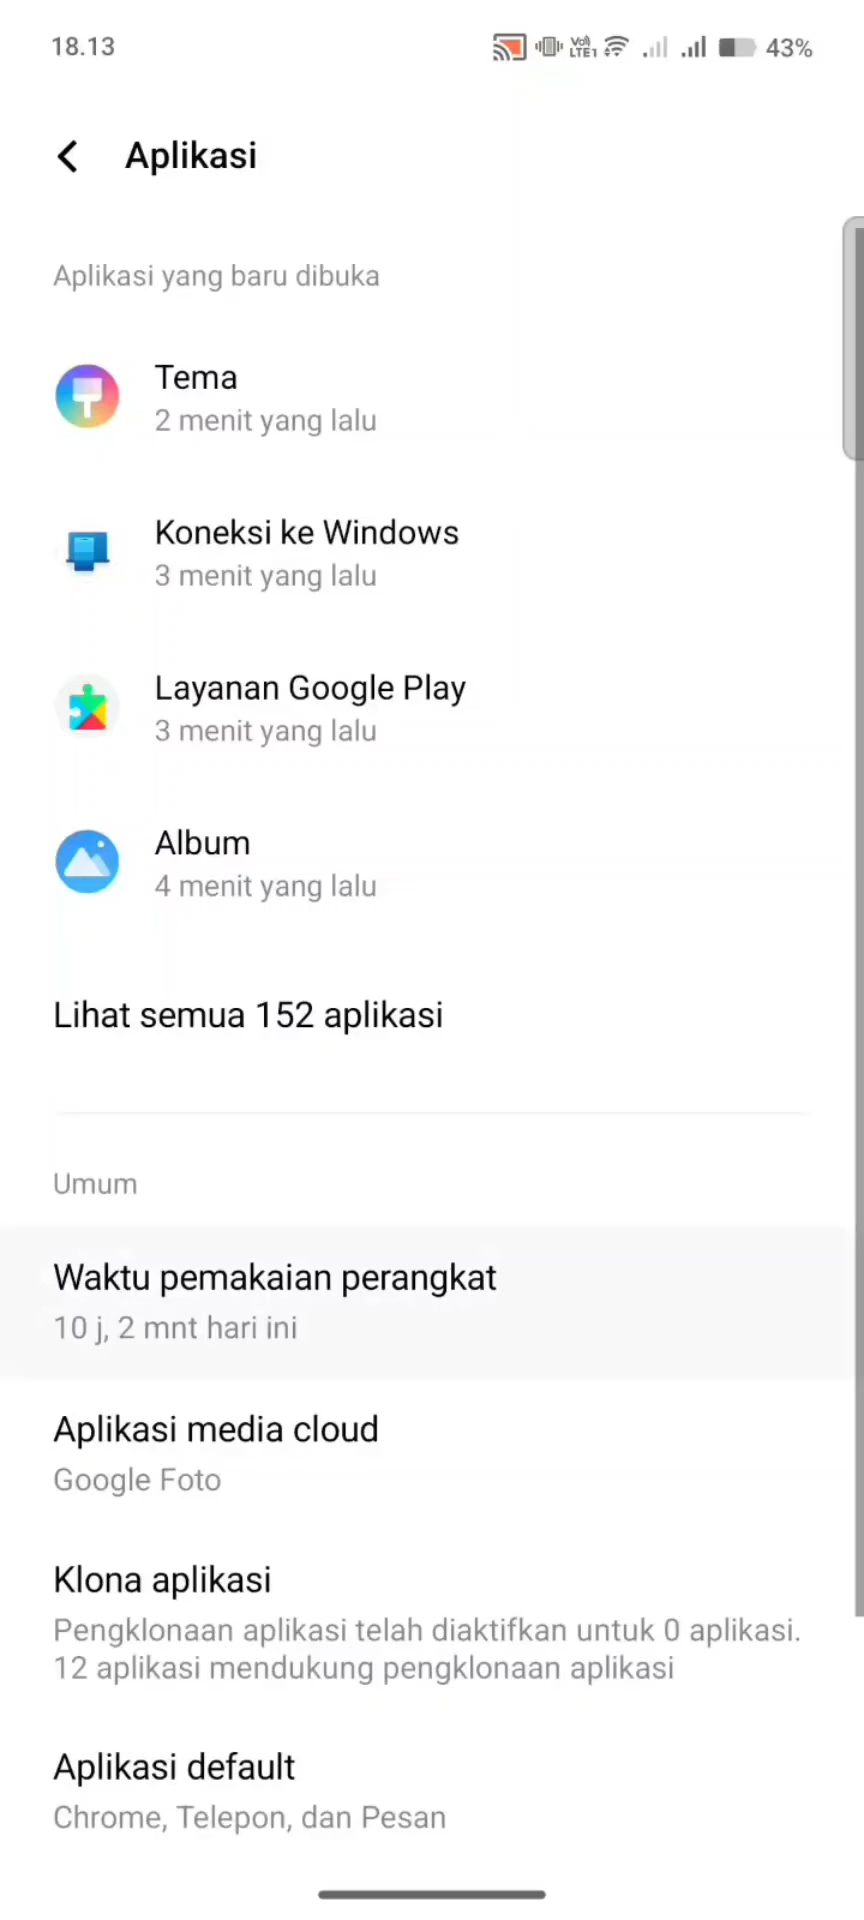 18.13
Vo)) LTE1 43%
Aplikasi
Aplikasi yang baru dibuka
Tema
2 menit yang lalu
Koneksi ke Windows
3 menit yang lalu
Layanan Google Play
3 menit yang lalu
Album
4 menit yang lalu
Lihat semua 152 aplikasi
Umum
Waktu pemakaian perangkat
10 j, 2 mnt hari ini
Aplikasi media cloud
Google Foto
Klona aplikasi
Pengklonaan aplikasi telah diaktifkan untuk 0 aplikasi.
12 aplikasi mendukung pengklonaan aplikasi
Aplikasi default
Chrome, Telepon, dan Pesan